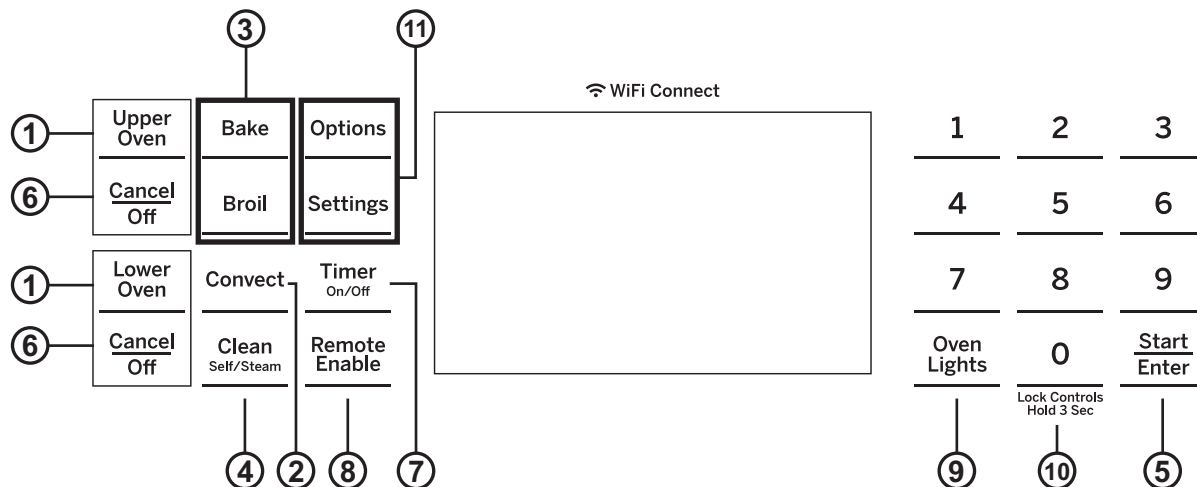 3
11
WiFi Connect
1
Upper
Oven
Bake
Options
1
2
3
6
Cancel
Off
Broil
Settings
4
5
6
1
Lower
Oven
Convect
Timer
On/Off
7
8
9
6
Cancel
Off
Clean
Self/Steam
Remote
Enable
Oven
Lights
0
Start
Enter
Lock Controls
Hold 3 Sec
4
2
8
7
9
10
5